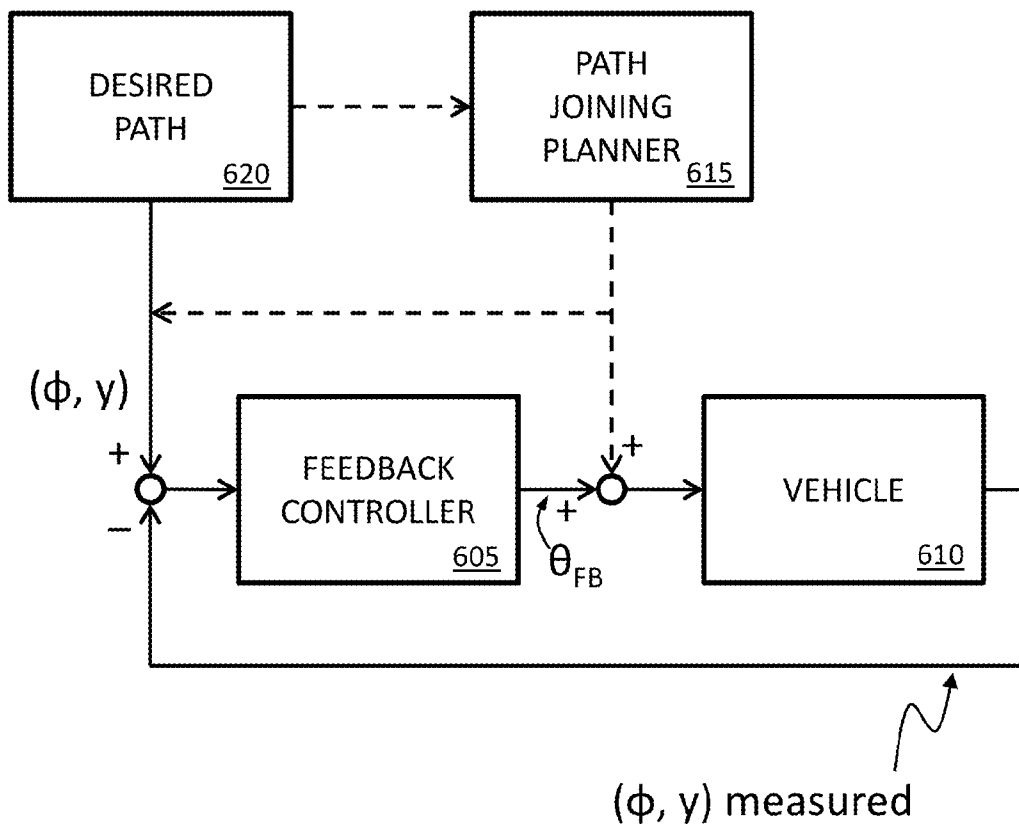 DESIRED
PATH
620
PATH
JOINING
PLANNER
615
(ϕ, y)
+
−
FEEDBACK
CONTROLLER
605
+
+
θFB
VEHICLE
610
(ϕ, y) measured